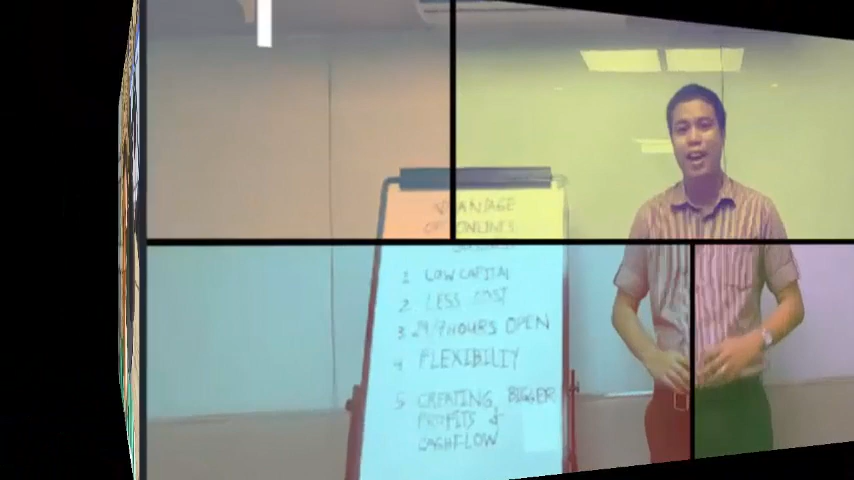 OF ONLINE
1 LOW CAPITAL
2 LESS COST
3 24/7 HOURS OPEN
4 FLEXIBILITY
5 CREATING BIGGER
PROFITS &
CASHFLOW